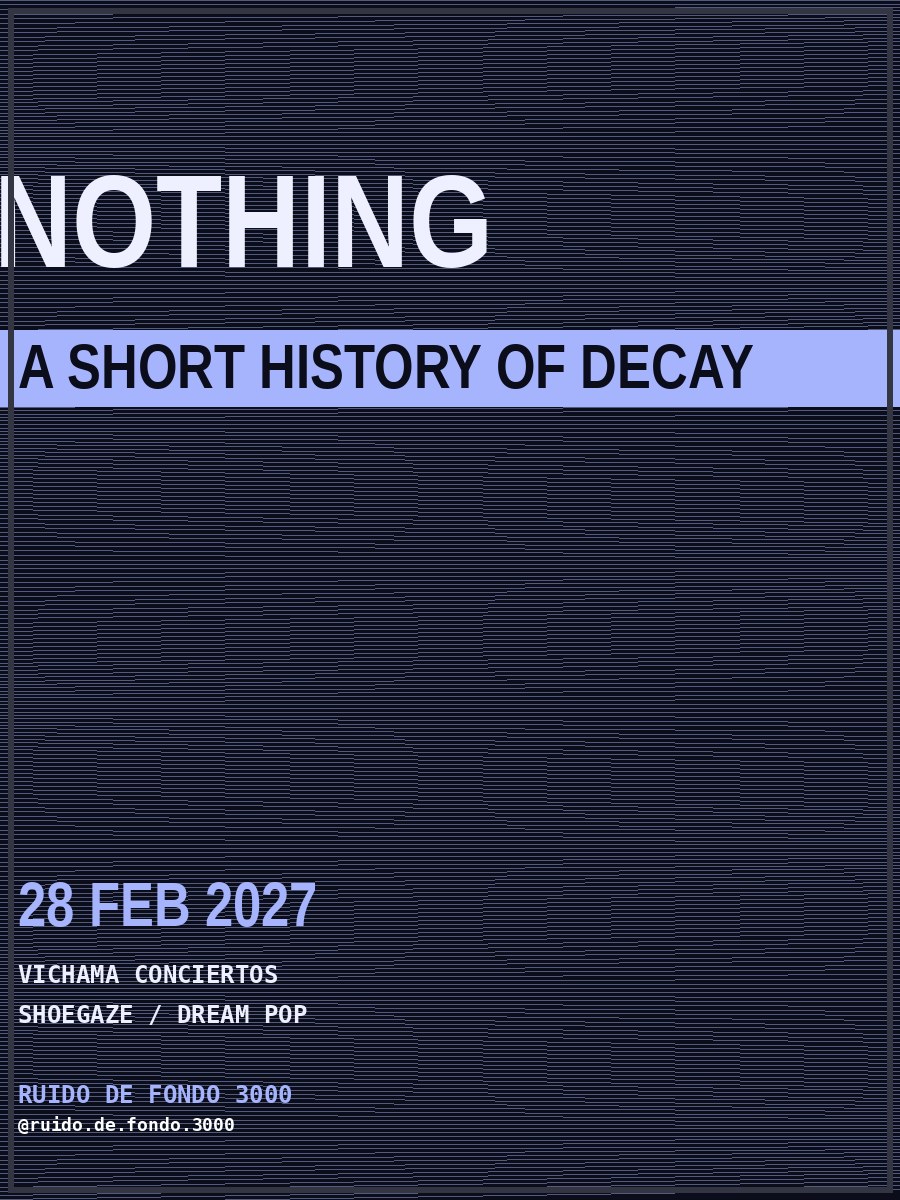 NOTHING
A SHORT HISTORY OF DECAY
28 FEB 2027
VICHAMA CONCIERTOS
SHOEGAZE / DREAM POP
RUIDO DE FONDO 3000
@ruido.de.fondo.3000